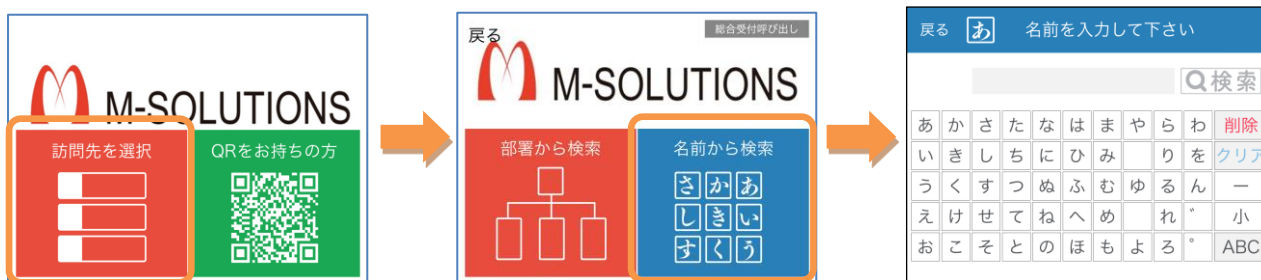 M-SOLUTIONS
訪問先を選択
QRをお持ちの方
戻る
総合受付呼び出し
M-SOLUTIONS
部署から検索
名前から検索
さ か あ
し き い
す く う
戻る あ 名前を入力して下さい
検索
あ か さ た な は ま や ら わ 削除
い き し ち に ひ み り を クリア
う く す つ ぬ ふ む ゆ る ん ー
え け せ て ね へ め れ ゛ 小
お こ そ と の ほ も よ ろ ゜ ABC